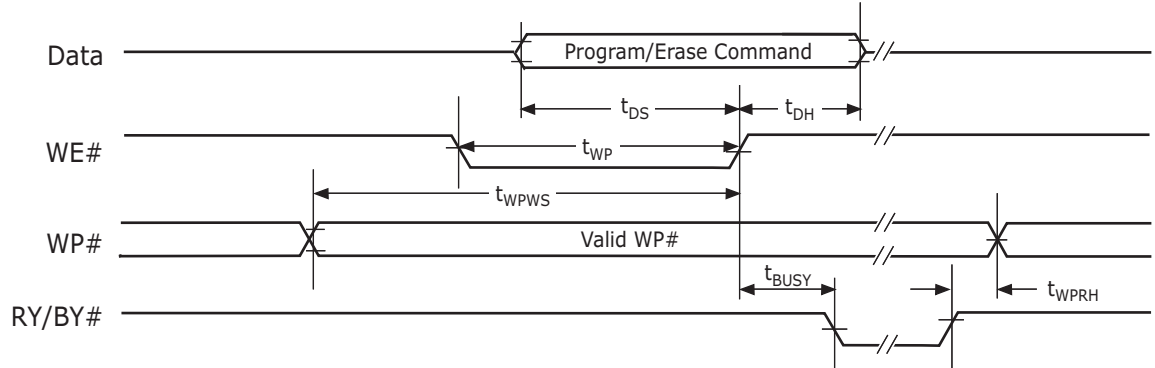 Data
Program/Erase Command
tDS
tDH
WE#
tWP
tWPWS
WP#
Valid WP#
tBUSY
tWPRH
RY/BY#